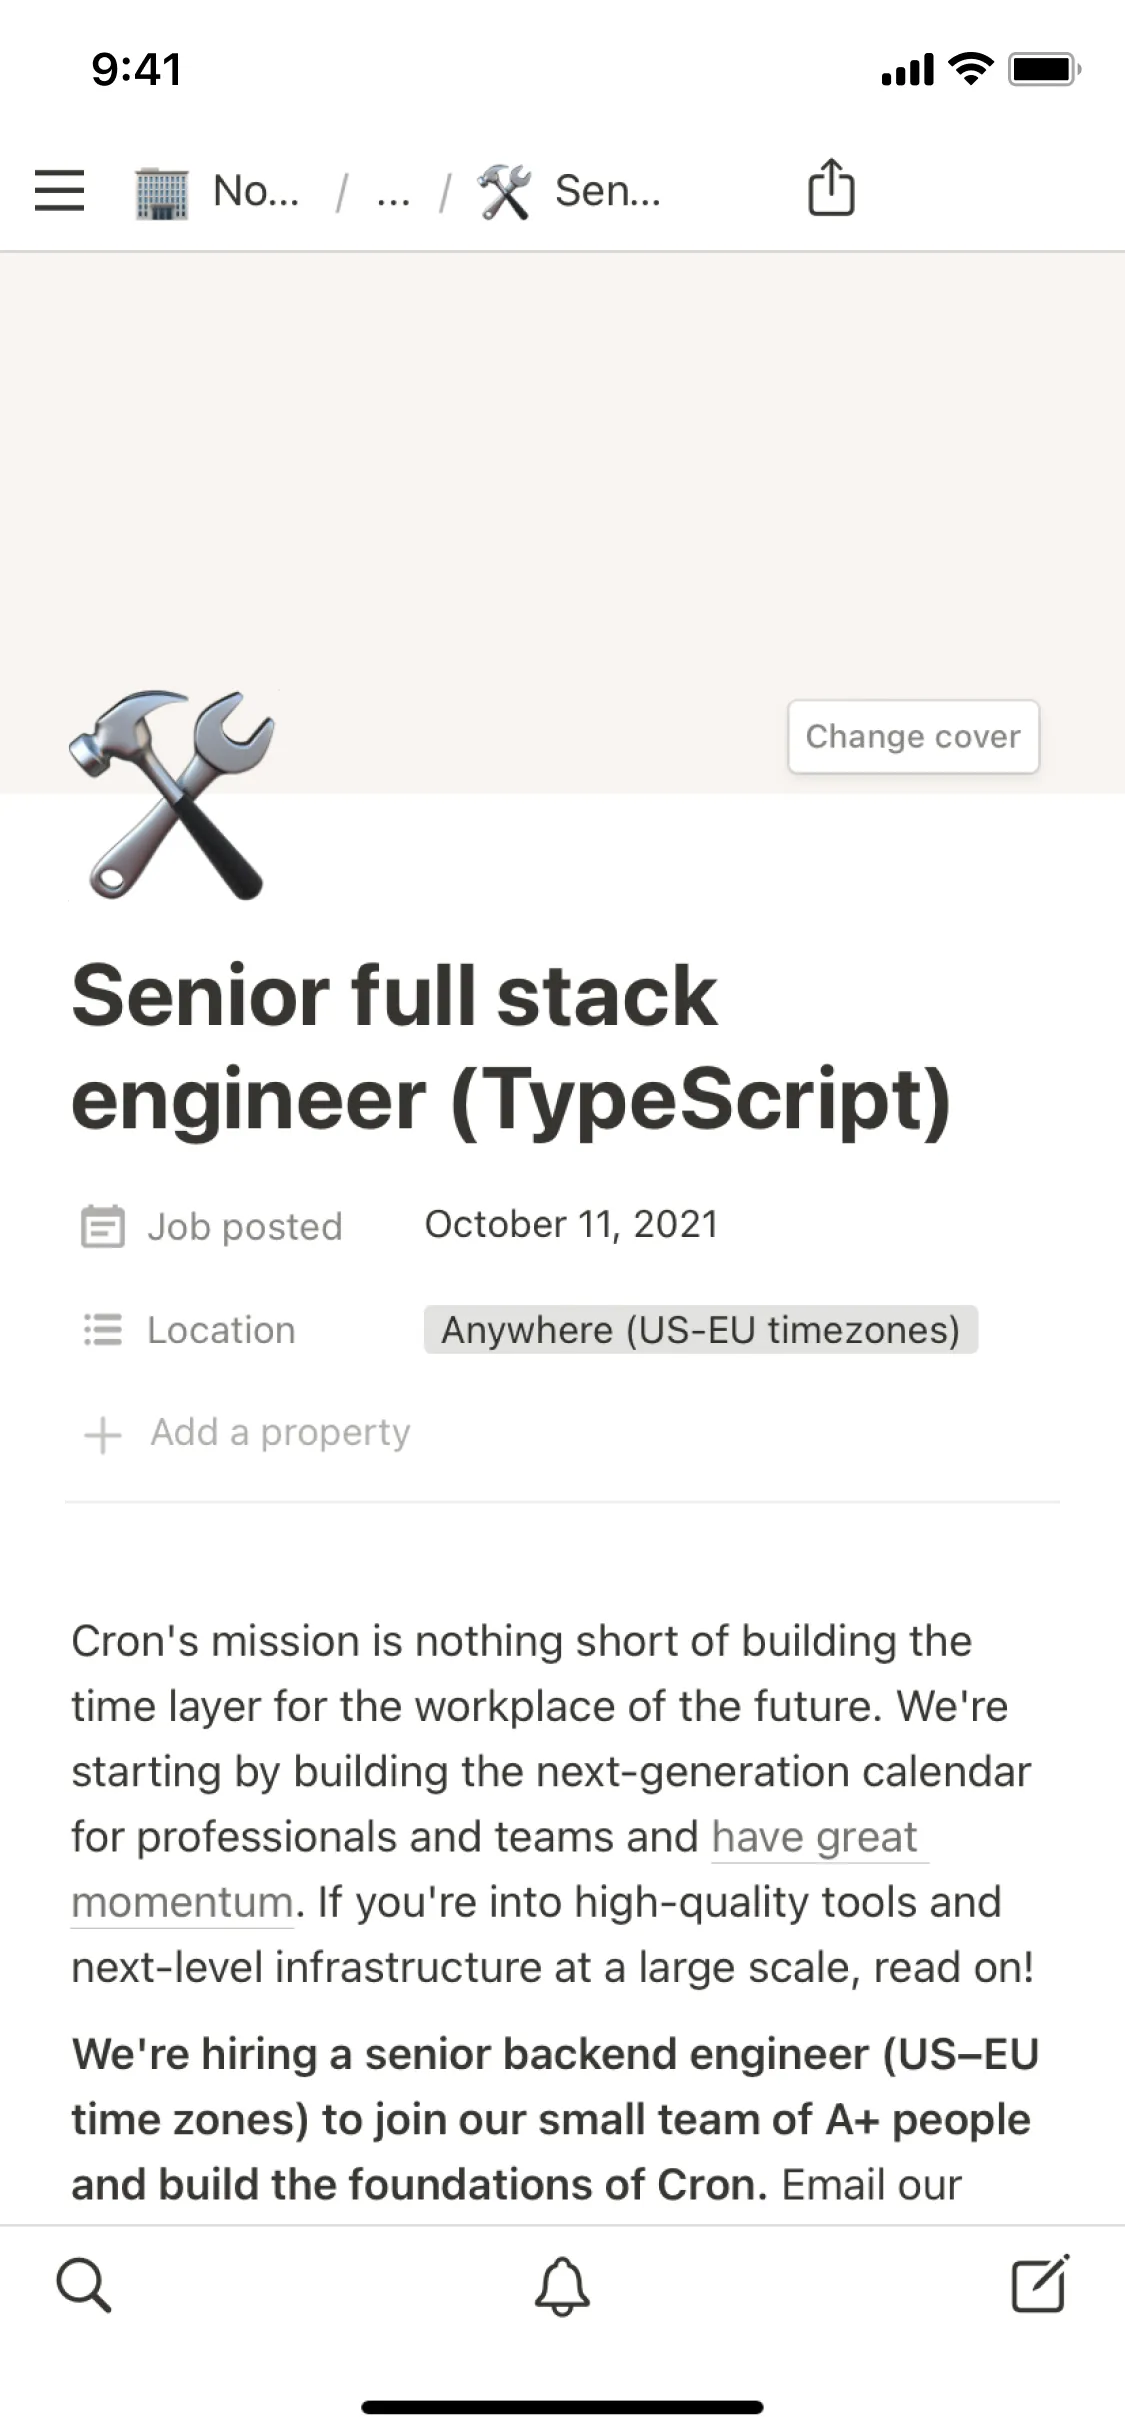 9:41
No... / ... / Sen...
Change cover
Senior full stack
engineer (TypeScript)
Job posted October 11, 2021
Location Anywhere (US-EU timezones)
Add a property
Cron's mission is nothing short of building the
time layer for the workplace of the future. We're
starting by building the next-generation calendar
for professionals and teams and have great
momentum. If you're into high-quality tools and
next-level infrastructure at a large scale, read on!
We're hiring a senior backend engineer (US–EU
time zones) to join our small team of A+ people
and build the foundations of Cron. Email our